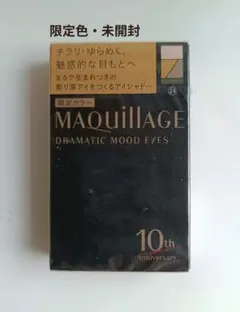 限定色・未開封
チラリ・ゆらめく、
魅惑的な目もとへ
まるで生まれつきの
彫り深アイをつくるアイシャドー
24
限定カラー
MAQuillAGE
DRAMATIC MOOD EYES
10th
Anniversary